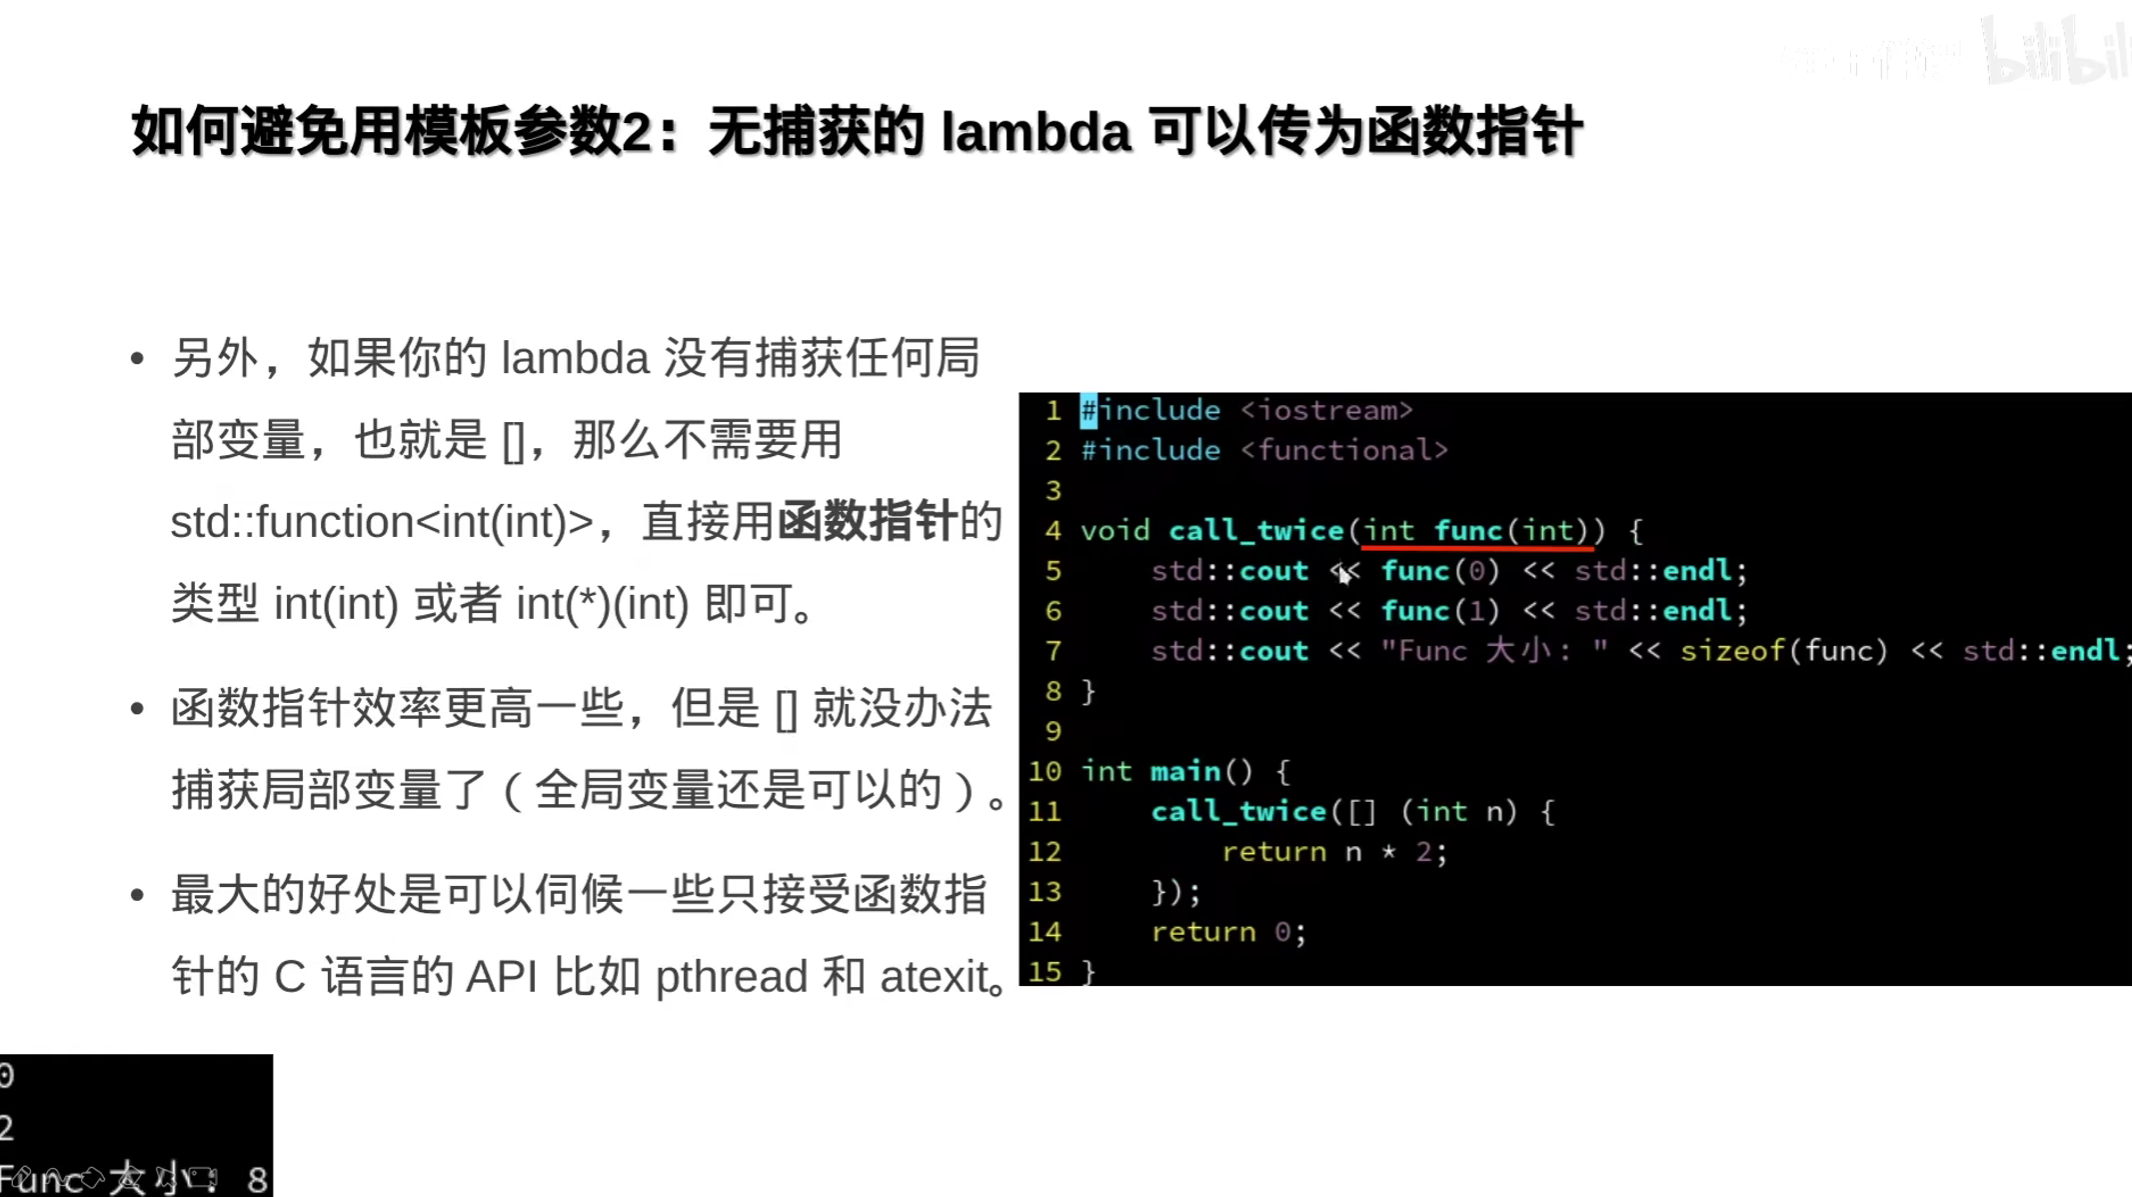 bilibili
如何避免用模板参数2：无捕获的 lambda 可以传为函数指针
• 另外，如果你的 lambda 没有捕获任何局
部变量，也就是 []，那么不需要用
std::function<int(int)>，直接用函数指针的
类型 int(int) 或者 int(*)(int) 即可。
• 函数指针效率更高一些，但是 [] 就没办法
捕获局部变量了（全局变量还是可以的）。
• 最大的好处是可以伺候一些只接受函数指
针的 C 语言的 API 比如 pthread 和 atexit。
1 #include <iostream>
2 #include <functional>
3
4 void call_twice(int func(int)) {
5     std::cout << func(0) << std::endl;
6     std::cout << func(1) << std::endl;
7     std::cout << "Func 大小: " << sizeof(func) << std::endl;
8 }
9
10 int main() {
11     call_twice([] (int n) {
12         return n * 2;
13     });
14     return 0;
15 }
0
2
Func 大小: 8